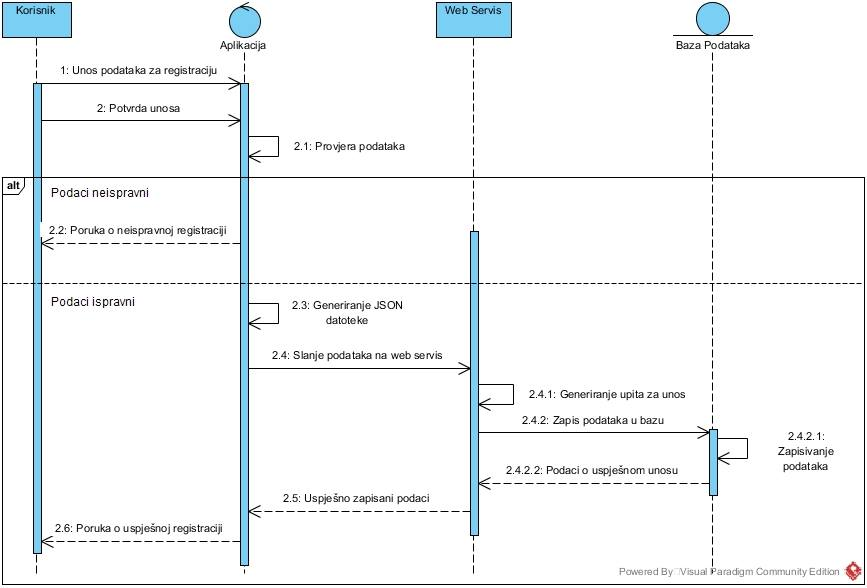 Korisnik
Aplikacija
Web Servis
Baza Podataka
1: Unos podataka za registraciju
2: Potvrda unosa
2.1: Provjera podataka
alt
Podaci neispravni
2.2: Poruka o neispravnoj registraciji
Podaci ispravni
2.3: Generiranje JSON
datoteke
2.4: Slanje podataka na web servis
2.4.1: Generiranje upita za unos
2.4.2: Zapis podataka u bazu
2.4.2.1:
Zapisivanje
podataka
2.4.2.2: Podaci o uspješnom unosu
2.5: Uspješno zapisani podaci
2.6: Poruka o uspješnoj registraciji
Powered By Visual Paradigm Community Edition